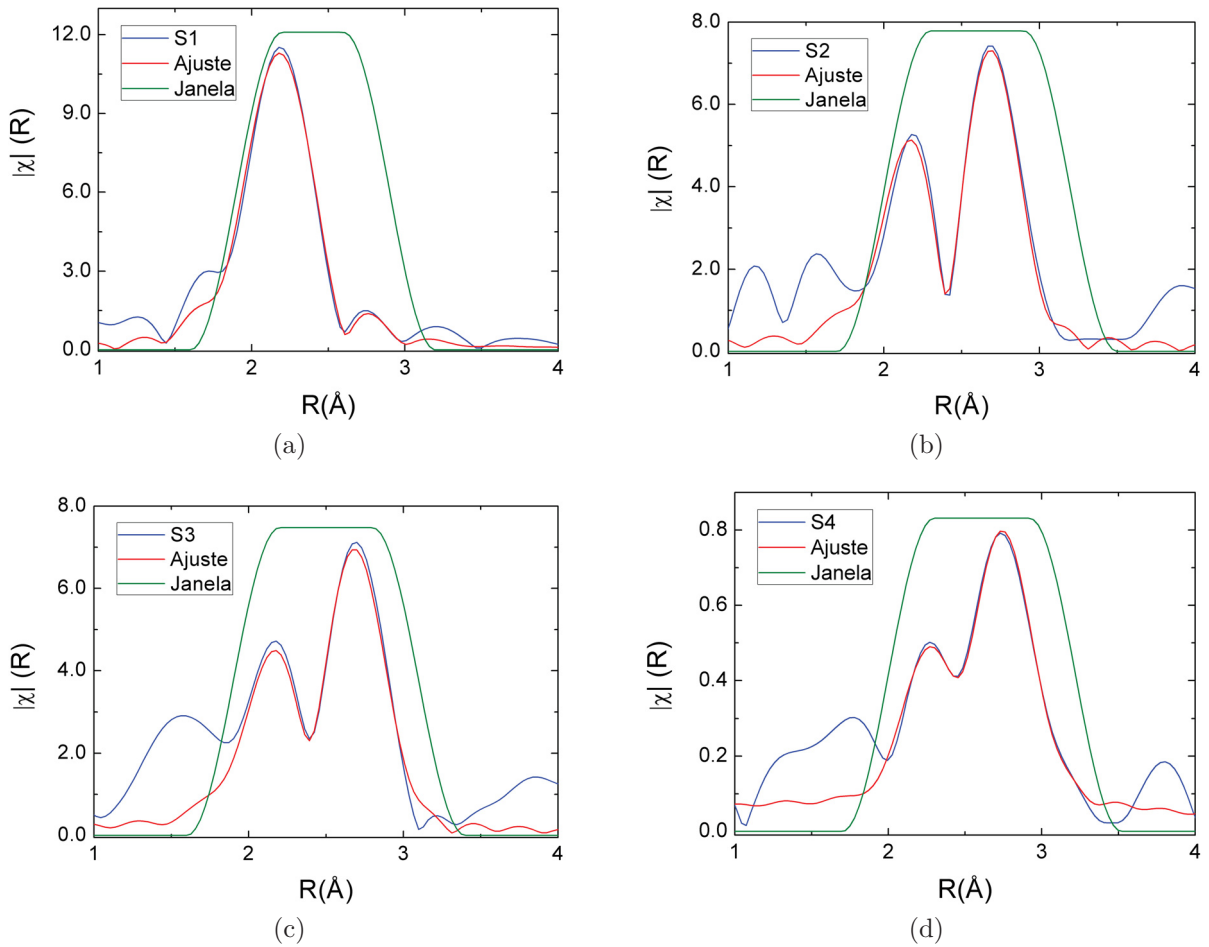 12.0
9.0
6.0
3.0
0.0
|χ| (R)
S1
Ajuste
Janela
1
2
3
4
R(Å)
(a)
8.0
6.0
4.0
2.0
0.0
|χ| (R)
S2
Ajuste
Janela
1
2
3
4
R(Å)
(b)
8.0
6.0
4.0
2.0
0.0
|χ| (R)
S3
Ajuste
Janela
1
2
3
4
R(Å)
(c)
0.8
0.6
0.4
0.2
0.0
|χ| (R)
S4
Ajuste
Janela
1
2
3
4
R(Å)
(d)